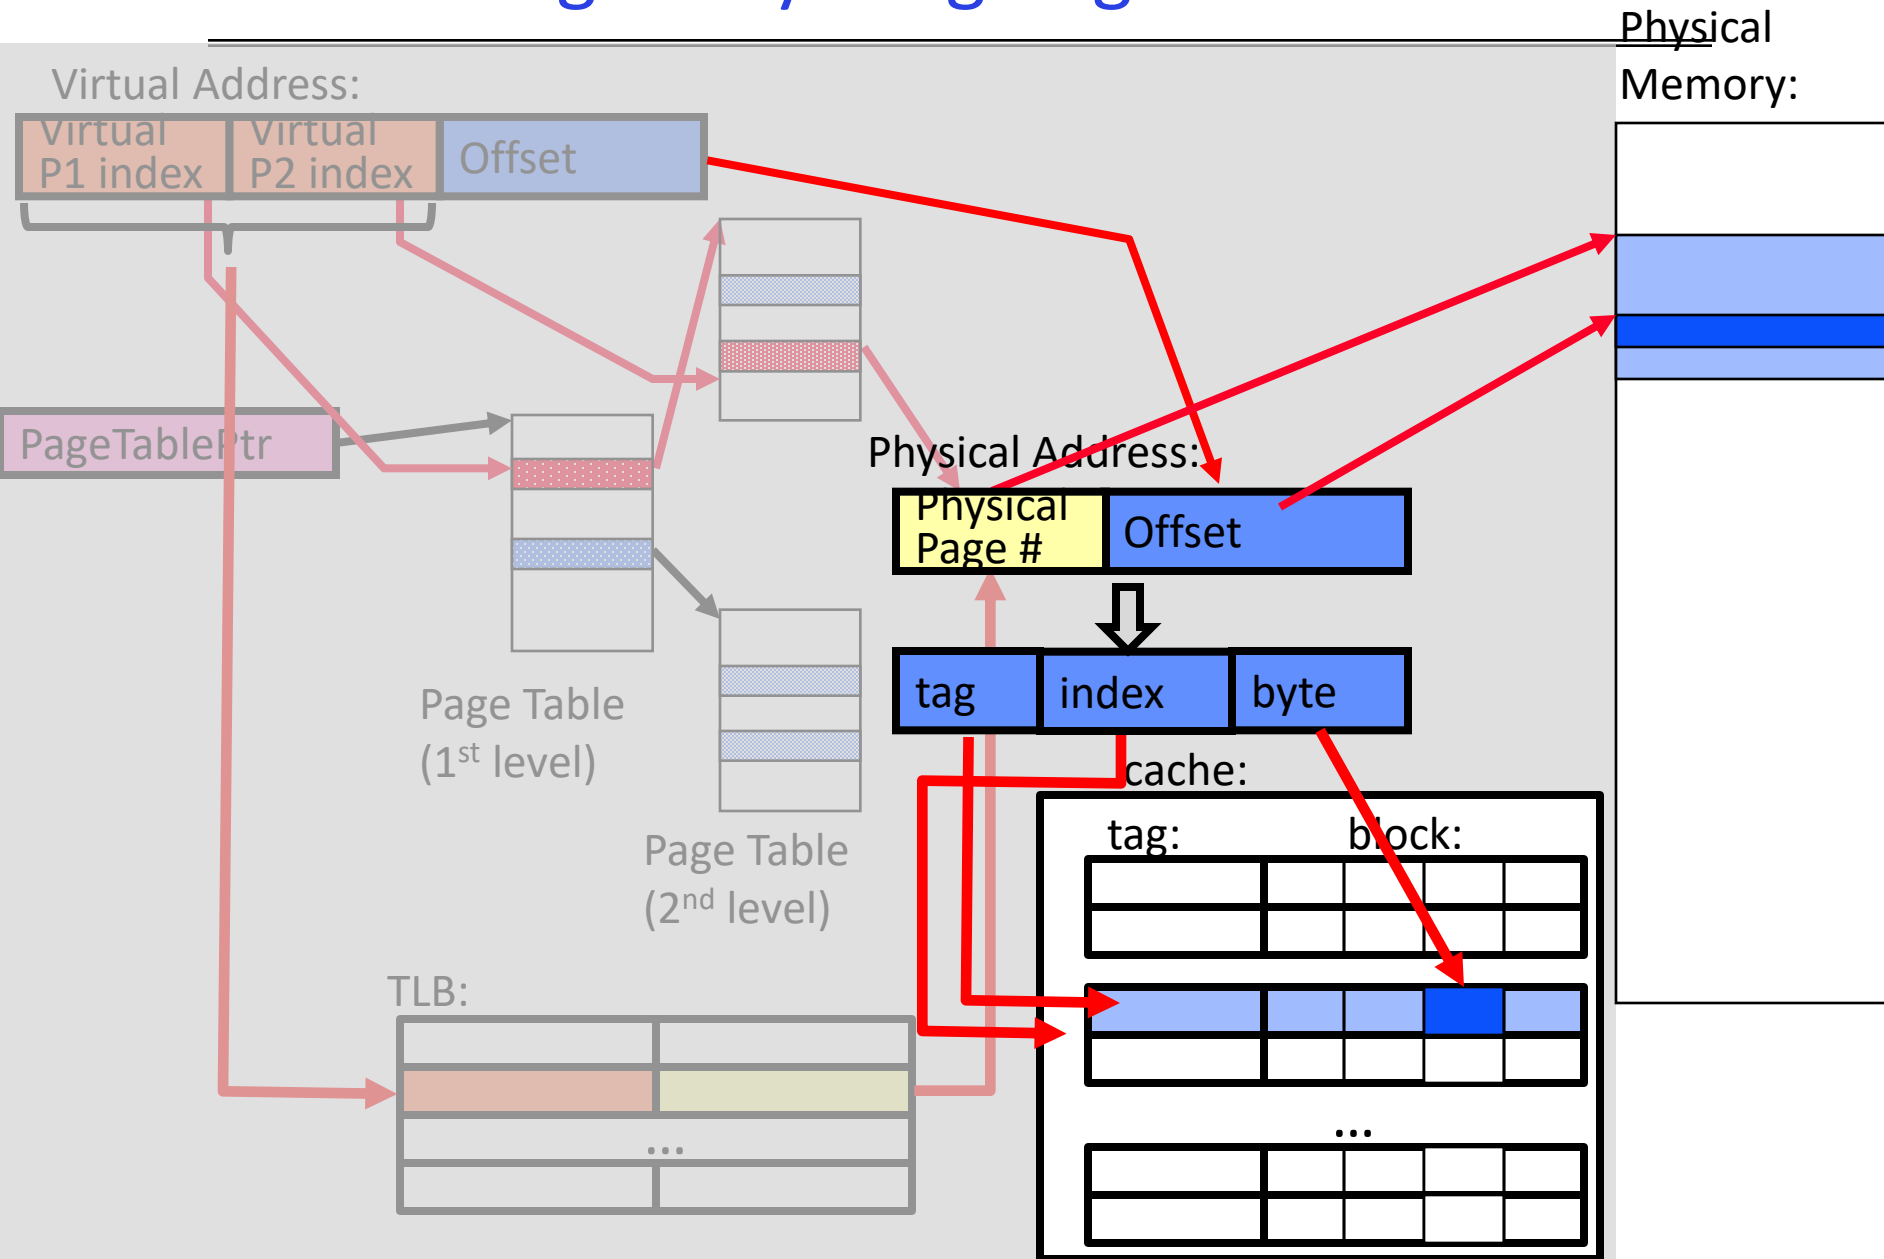 Physical
Memory:
Virtual Address:
Virtual
P1 index
Virtual
P2 index
Offset
PageTablePtr
Physical Address:
Physical
Page #
Offset
tag
index
byte
Page Table
(1st level)
cache:
tag:
block:
Page Table
(2nd level)
TLB:
...
...